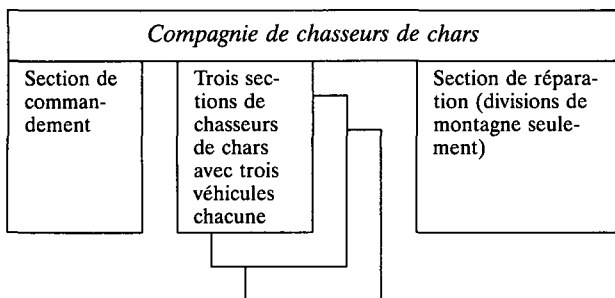 Compagnie de chasseurs de chars
Section de
comman-
dement
Trois sec-
tions de
chasseurs
de chars
avec trois
véhicules
chacune
Section de répara-
tion (divisions de
montagne seule-
ment)